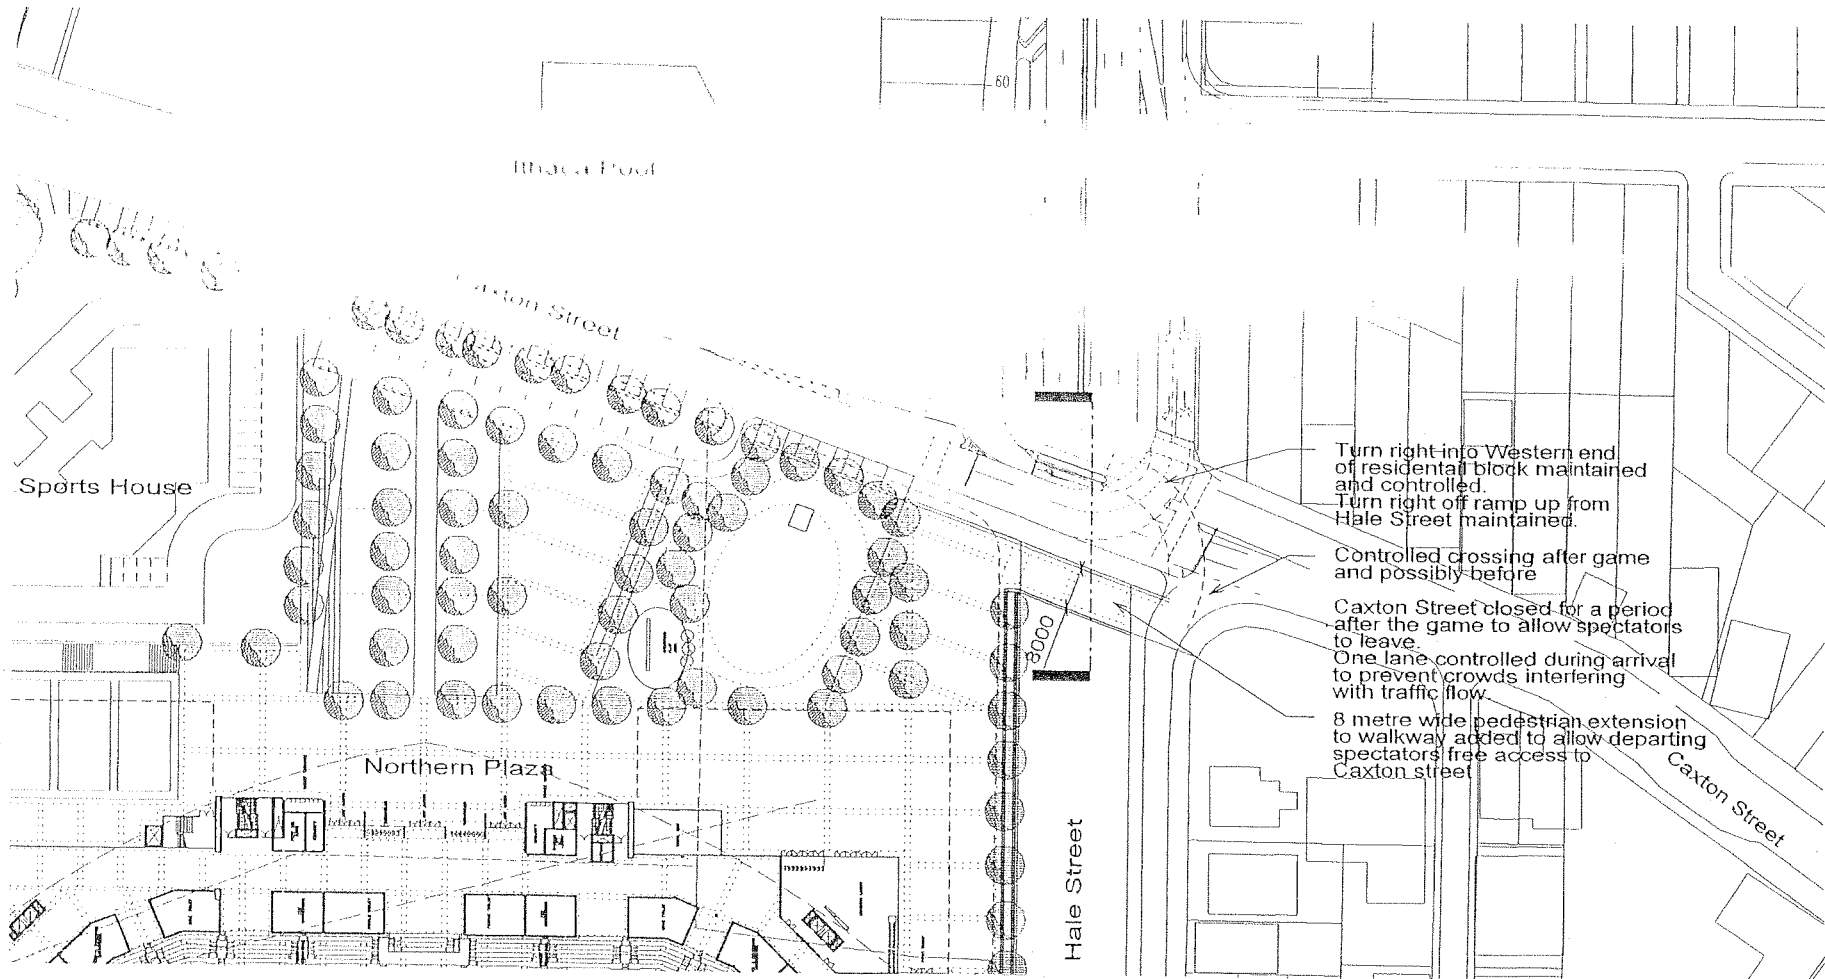 60
Ithaca Pool
Caxton Street
Sports House
Turn right into Western end
of residentail block maintained
and controlled.
Turn right off ramp up from
Hale Street maintained.
Controlled crossing after game
and possibly before
Caxton Street closed for a period
after the game to allow spectators
to leave.
One lane controlled during arrival
to prevent crowds interfering
with traffic flow.
8 metre wide pedestrian extension
to walkway added to allow departing
spectators free access to
Caxton street
8000
Northern Plaza
Hale Street
Caxton Street